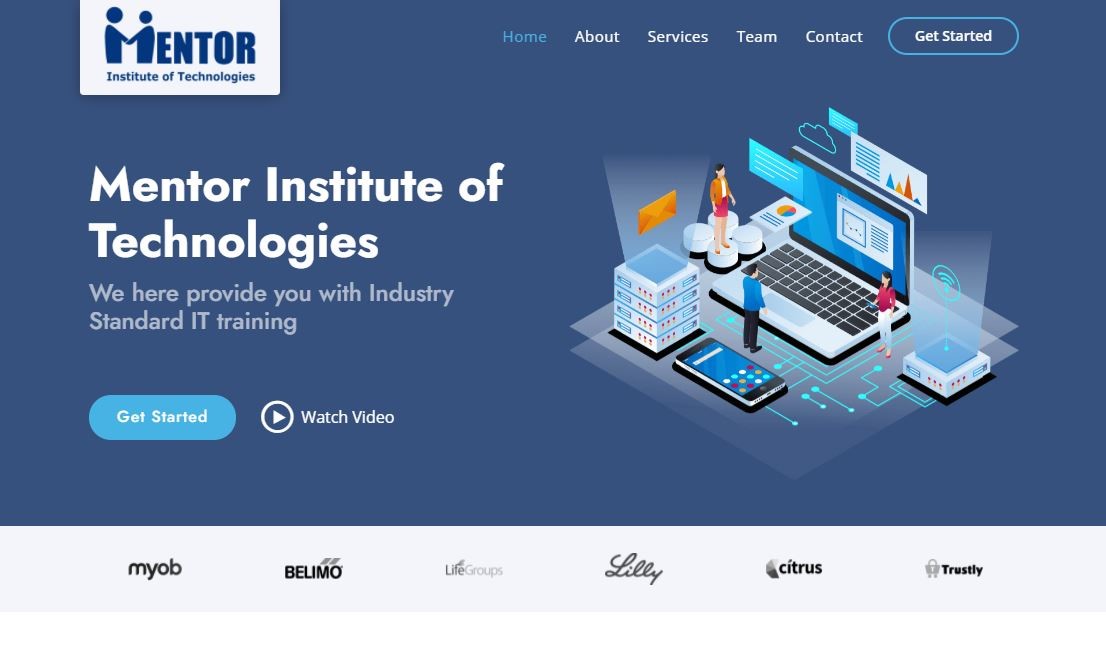 MENTOR
Institute of Technologies
Home About Services Team Contact Get Started
Mentor Institute of
Technologies
We here provide you with Industry
Standard IT training
Get Started Watch Video
myob BELIMO LifeGroups Lilly citrus Trustly